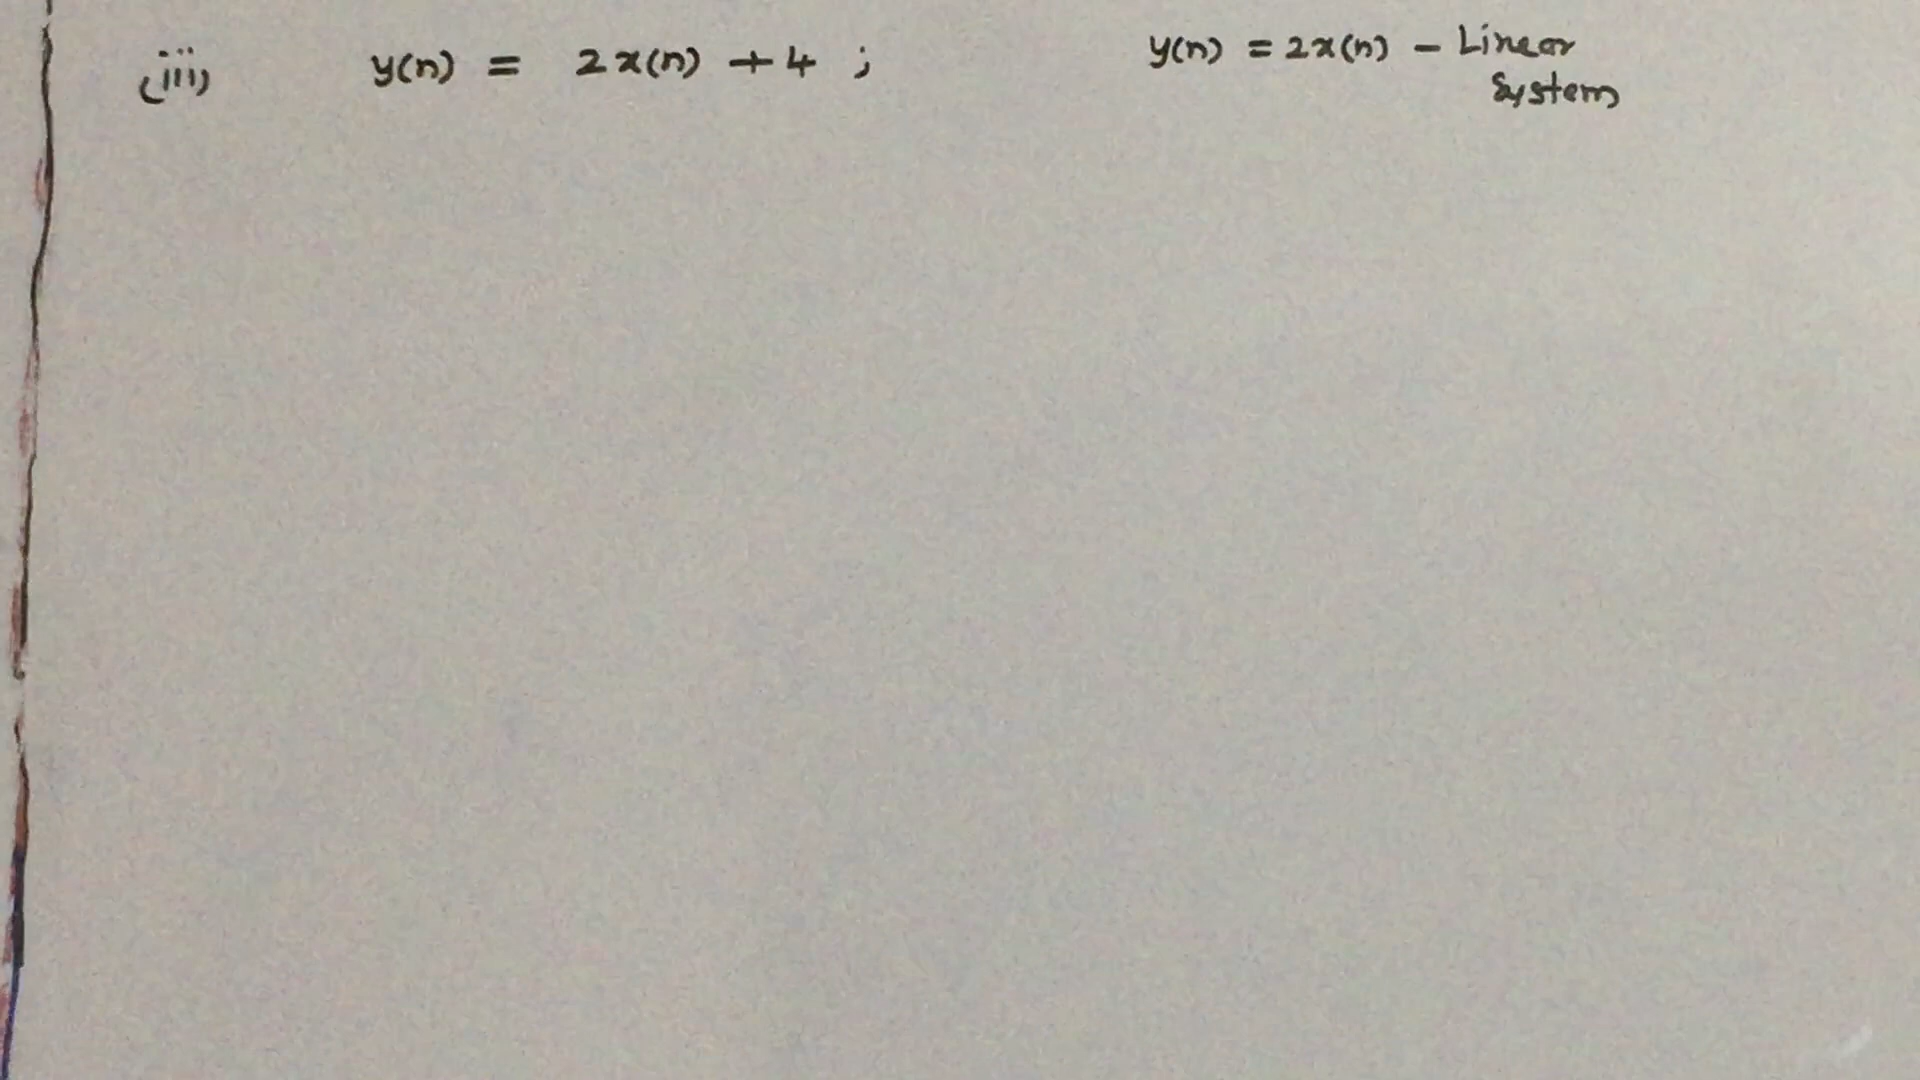 (iii) y(n) = 2x(n) + 4 ;
y(n) = 2x(n) - Linear
System